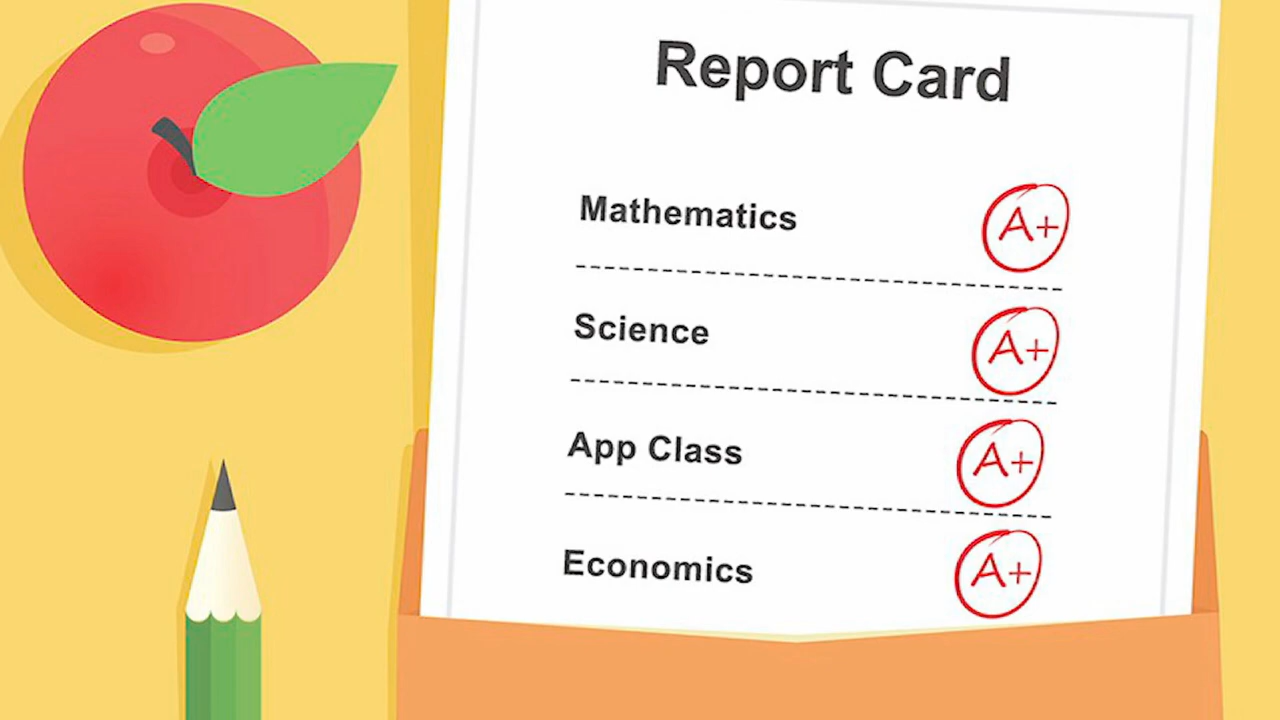 Report Card
Mathematics A+
Science A+
App Class A+
Economics A+